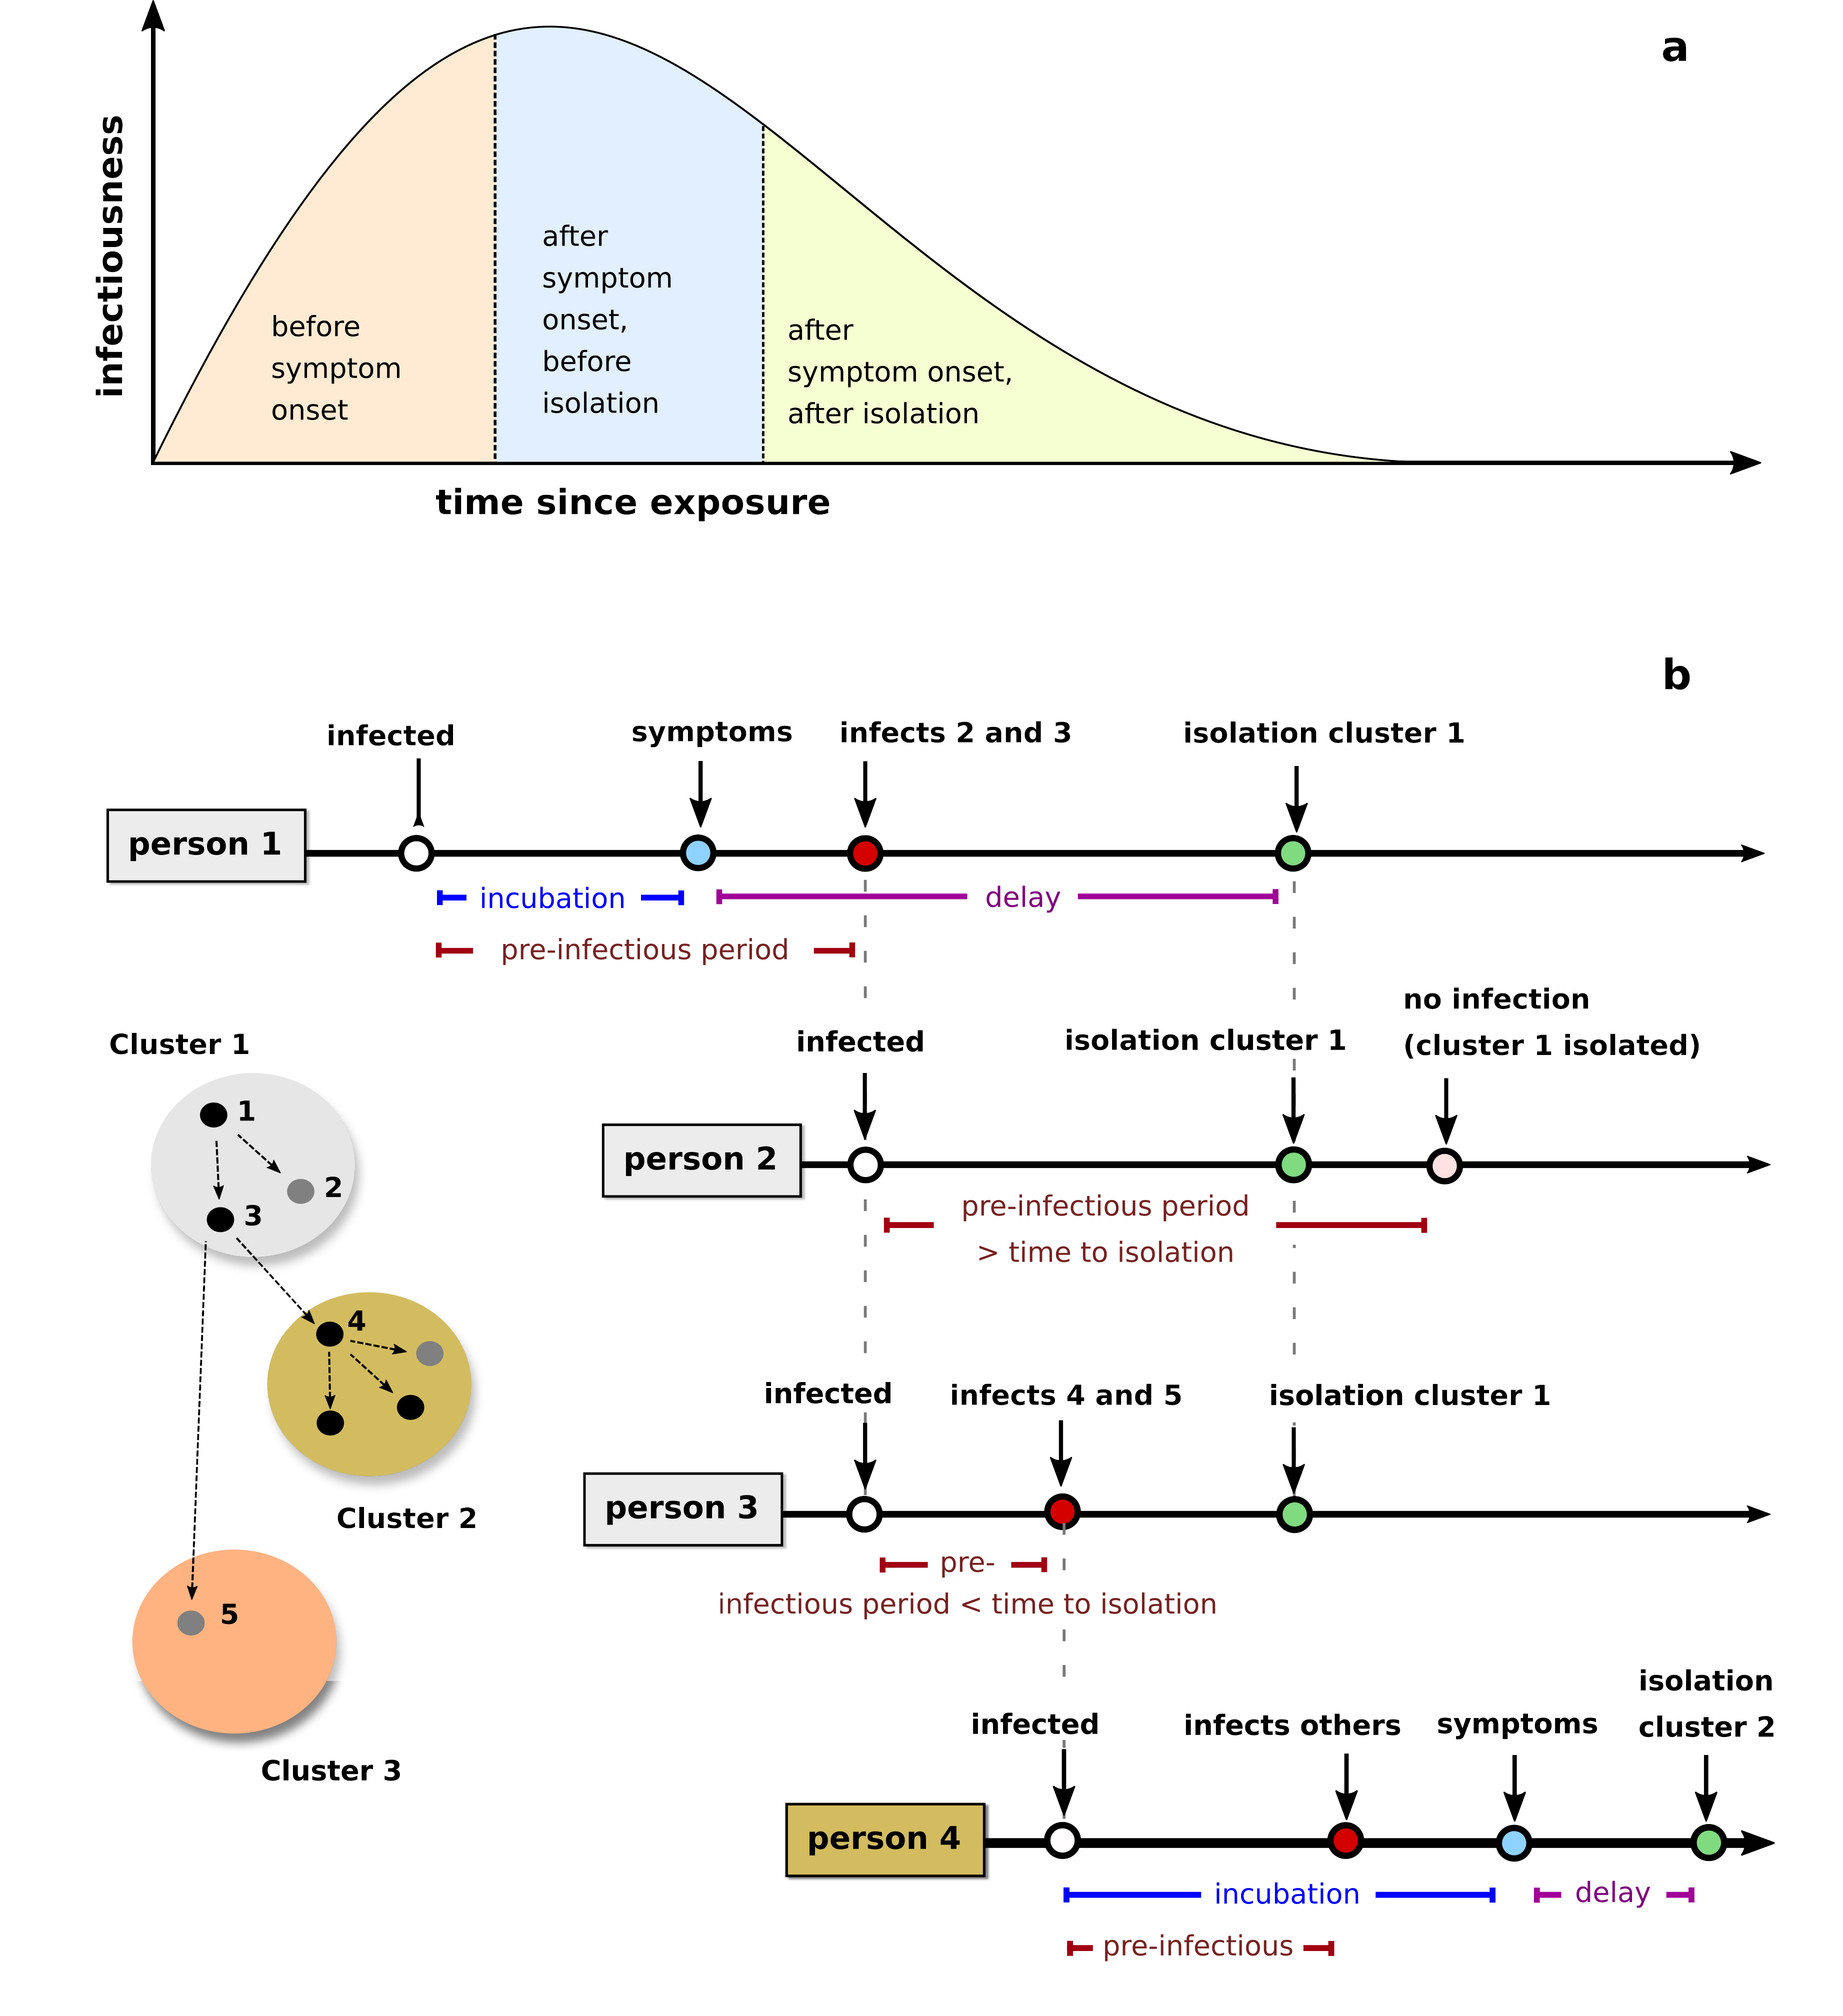 a
infectiousness
before
symptom
onset
after
symptom
onset,
before
isolation
after
symptom onset,
after isolation
time since exposure
b
infected
symptoms
infects 2 and 3
isolation cluster 1
person 1
incubation
delay
pre-infectious period
Cluster 1
1
2
3
4
Cluster 2
5
Cluster 3
infected
isolation cluster 1
no infection
(cluster 1 isolated)
person 2
pre-infectious period
> time to isolation
infected
infects 4 and 5
isolation cluster 1
person 3
pre-
infectious period < time to isolation
infected
infects others
symptoms
isolation
cluster 2
person 4
incubation
delay
pre-infectious